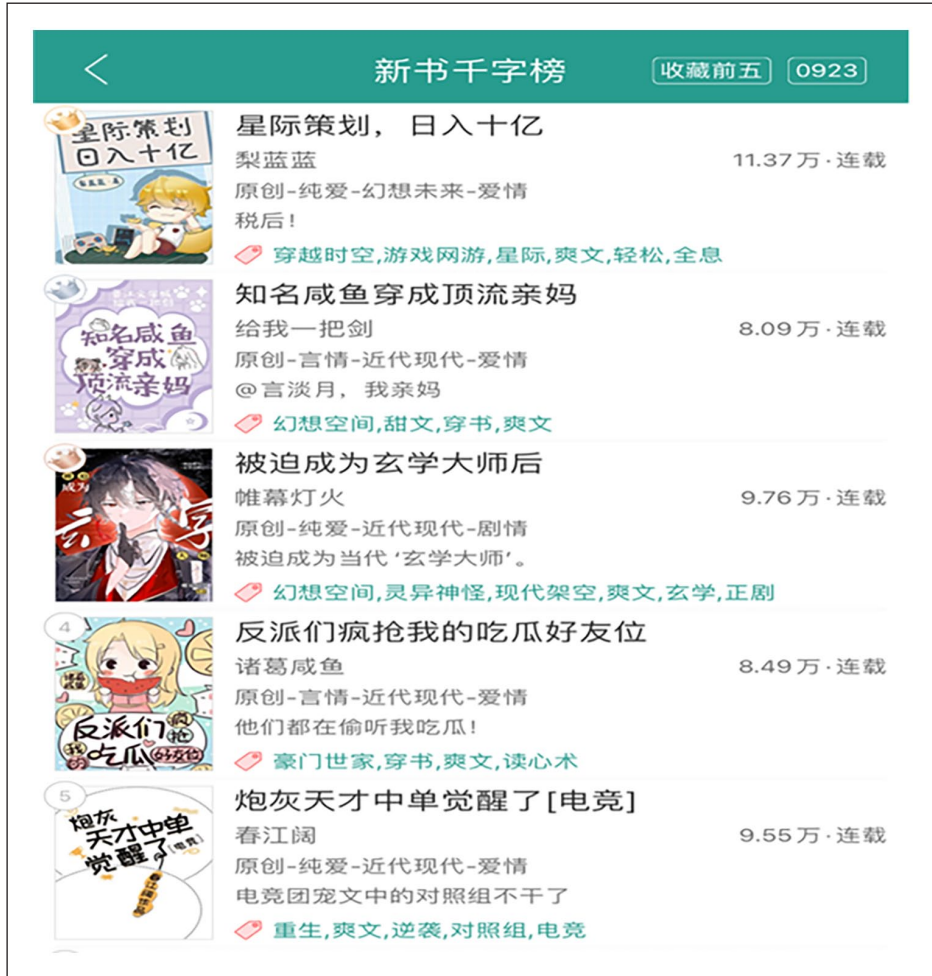 新书千字榜 收藏前五 0923
星际策划
日入十亿
星际策划，日入十亿
梨蓝蓝 11.37万·连载
原创-纯爱-幻想未来-爱情
税后！
穿越时空,游戏网游,星际,爽文,轻松,全息
知名咸鱼
穿成
顶流亲妈
知名咸鱼穿成顶流亲妈
给我一把剑 8.09万·连载
原创-言情-近代现代-爱情
@言淡月，我亲妈
幻想空间,甜文,穿书,爽文
成为
玄学
被迫成为玄学大师后
帷幕灯火 9.76万·连载
原创-纯爱-近代现代-剧情
被迫成为当代‘玄学大师’。
幻想空间,灵异神怪,现代架空,爽文,玄学,正剧
4
诸葛咸鱼
反派们疯抢
我的吃瓜好友位
反派们疯抢我的吃瓜好友位
诸葛咸鱼 8.49万·连载
原创-言情-近代现代-爱情
他们都在偷听我吃瓜！
豪门世家,穿书,爽文,读心术
5
炮灰
天才中单
觉醒了[电竞]
春江阔作品
炮灰天才中单觉醒了[电竞]
春江阔 9.55万·连载
原创-纯爱-近代现代-爱情
电竞团宠文中的对照组不干了
重生,爽文,逆袭,对照组,电竞